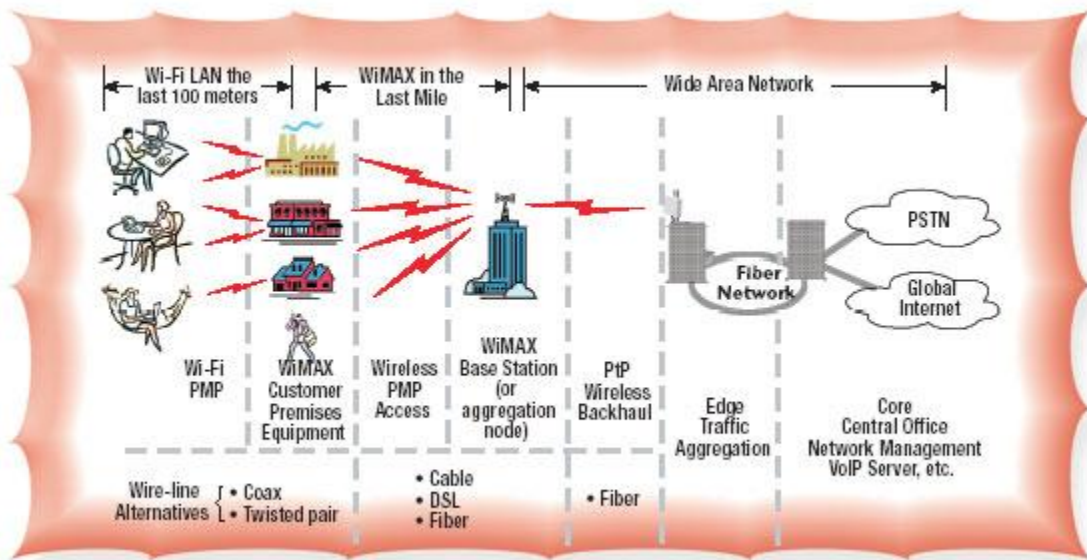 Wi-Fi LAN the
last 100 meters
WiMAX in the
Last Mile
Wide Area Network
PSTN
Fiber
Network
Global
Internet
Wi-Fi
PMP
WiMAX
Customer
Premises
Equipment
Wireless
PMP
Access
WiMAX
Base Station
(or
aggregation
node)
PtP
Wireless
Backhaul
Edge
Traffic
Aggregation
Core
Central Office
Network Management
VoIP Server, etc.
Wire-line
Alternatives
• Coax
• Twisted pair
• Cable
• DSL
• Fiber
• Fiber